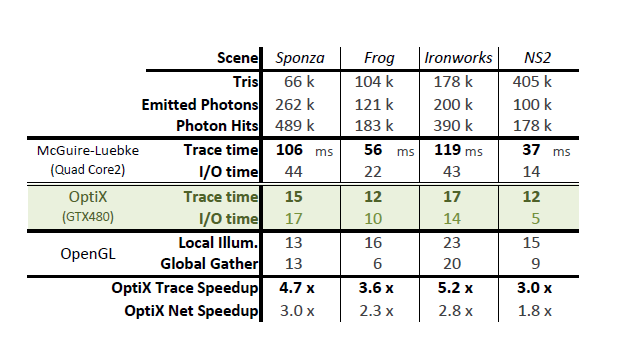 Scene Sponza Frog Ironworks NS2
Tris 66 k 104 k 178 k 405 k
Emitted Photons 262 k 121 k 200 k 100 k
Photon Hits 489 k 183 k 390 k 178 k
McGuire-Luebke Trace time 106 ms 56 ms 119 ms 37 ms
(Quad Core2) I/O time 44 22 43 14
OptiX Trace time 15 12 17 12
(GTX480) I/O time 17 10 14 5
OpenGL Local Illum. 13 16 23 15
Global Gather 13 6 20 9
OptiX Trace Speedup 4.7 x 3.6 x 5.2 x 3.0 x
OptiX Net Speedup 3.0 x 2.3 x 2.8 x 1.8 x